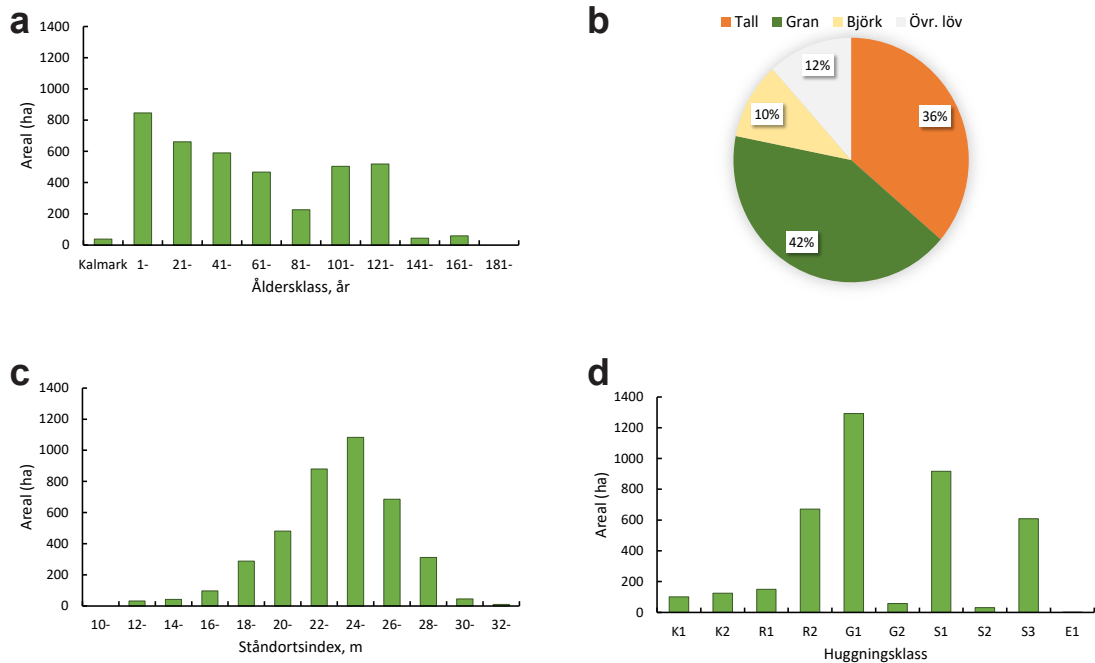 a
1400
1200
1000
800
600
400
200
0
Areal (ha)
Kalmark 1- 21- 41- 61- 81- 101- 121- 141- 161- 181-
Åldersklass, år
b
Tall Gran Björk Övr. löv
12%
10%
36%
42%
c
1400
1200
1000
800
600
400
200
0
Areal (ha)
10- 12- 14- 16- 18- 20- 22- 24- 26- 28- 30- 32-
Ståndortsindex, m
d
1400
1200
1000
800
600
400
200
0
Areal (ha)
K1 K2 R1 R2 G1 G2 S1 S2 S3 E1
Huggningsklass